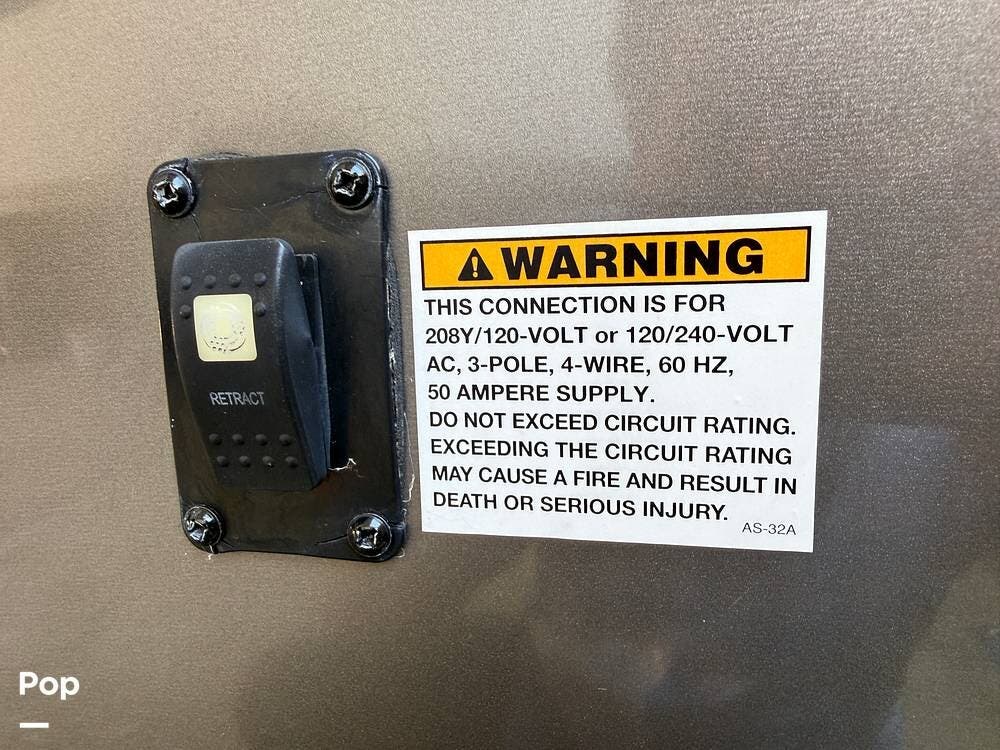 RETRACT
WARNING
THIS CONNECTION IS FOR
208Y/120-VOLT or 120/240-VOLT
AC, 3-POLE, 4-WIRE, 60 HZ,
50 AMPERE SUPPLY.
DO NOT EXCEED CIRCUIT RATING.
EXCEEDING THE CIRCUIT RATING
MAY CAUSE A FIRE AND RESULT IN
DEATH OR SERIOUS INJURY.
AS-32A
Pop